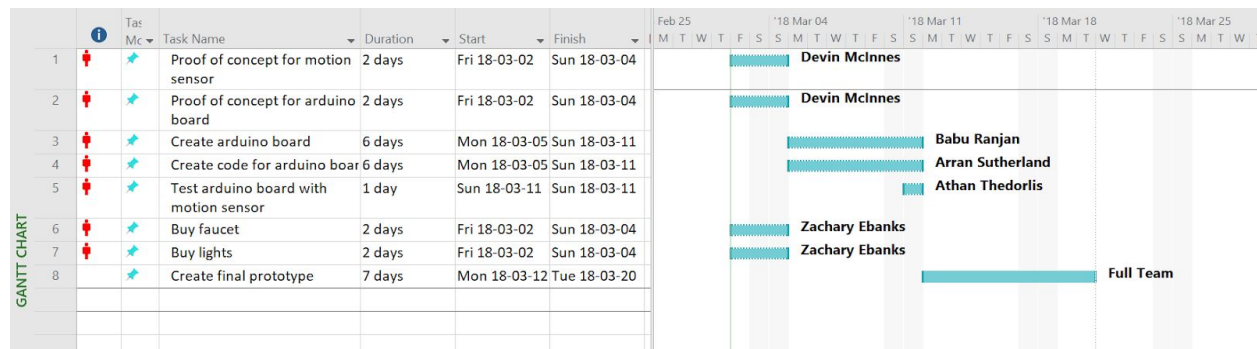 Feb 25 '18 Mar 04 '18 Mar 11 '18 Mar 18 '18 Mar 25
Mc Task Name Duration Start Finish M T W T F S S M T W T F S S M T W T F S S M T W T F S S M T W
1 Proof of concept for motion 2 days Fri 18-03-02 Sun 18-03-04 Devin McInnes
sensor
2 Proof of concept for arduino 2 days Fri 18-03-02 Sun 18-03-04 Devin McInnes
board
3 Create arduino board 6 days Mon 18-03-05 Sun 18-03-11 Babu Ranjan
4 Create code for arduino boar 6 days Mon 18-03-05 Sun 18-03-11 Arran Sutherland
5 Test arduino board with 1 day Sun 18-03-11 Sun 18-03-11 Athan Thedorlis
motion sensor
6 Buy faucet 2 days Fri 18-03-02 Sun 18-03-04 Zachary Ebanks
7 Buy lights 2 days Fri 18-03-02 Sun 18-03-04 Zachary Ebanks
8 Create final prototype 7 days Mon 18-03-12 Tue 18-03-20 Full Team
GANTT CHART